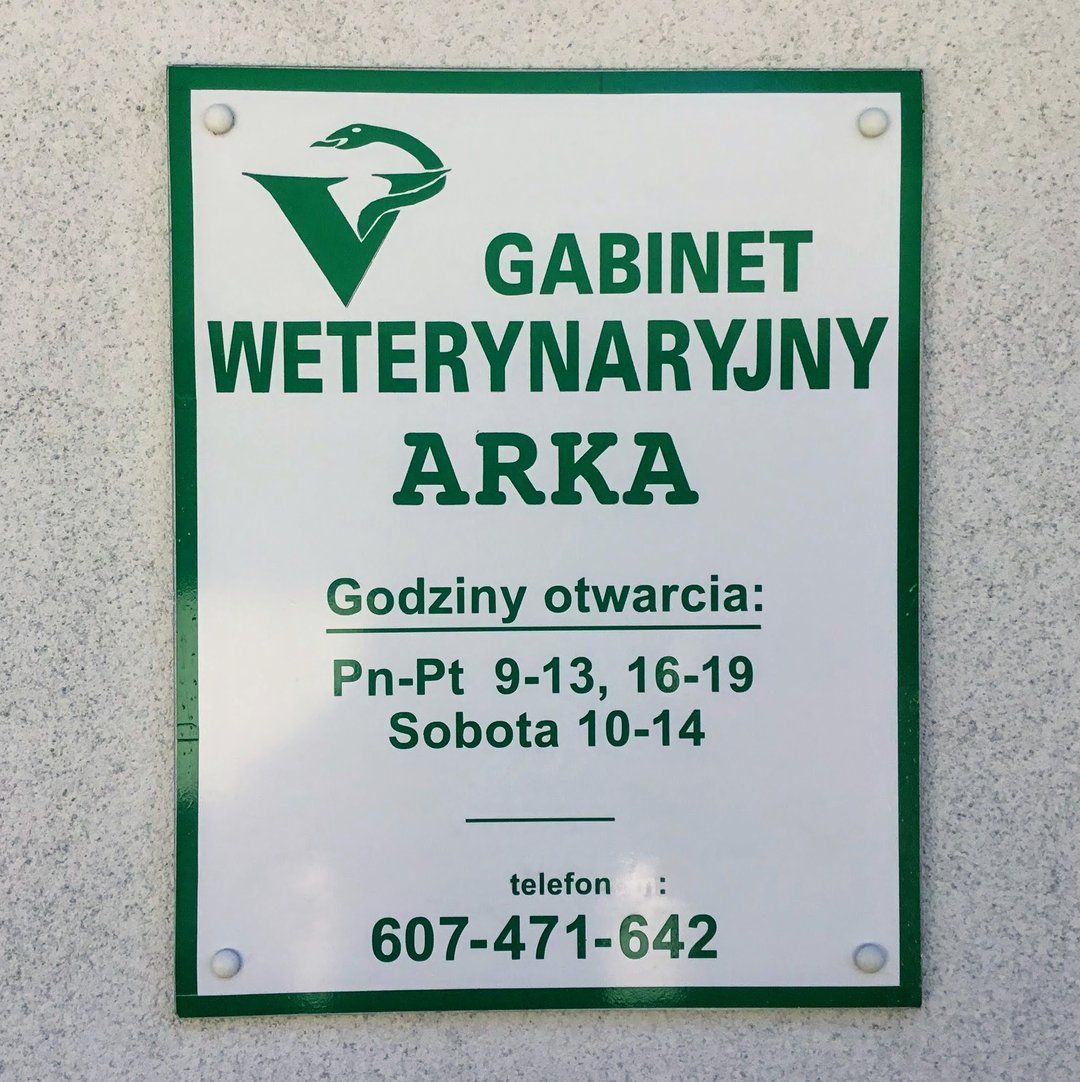 GABINET
WETERYNARYJNY
ARKA
Godziny otwarcia:
Pn-Pt 9-13, 16-19
Sobota 10-14
telefon :
607-471-642